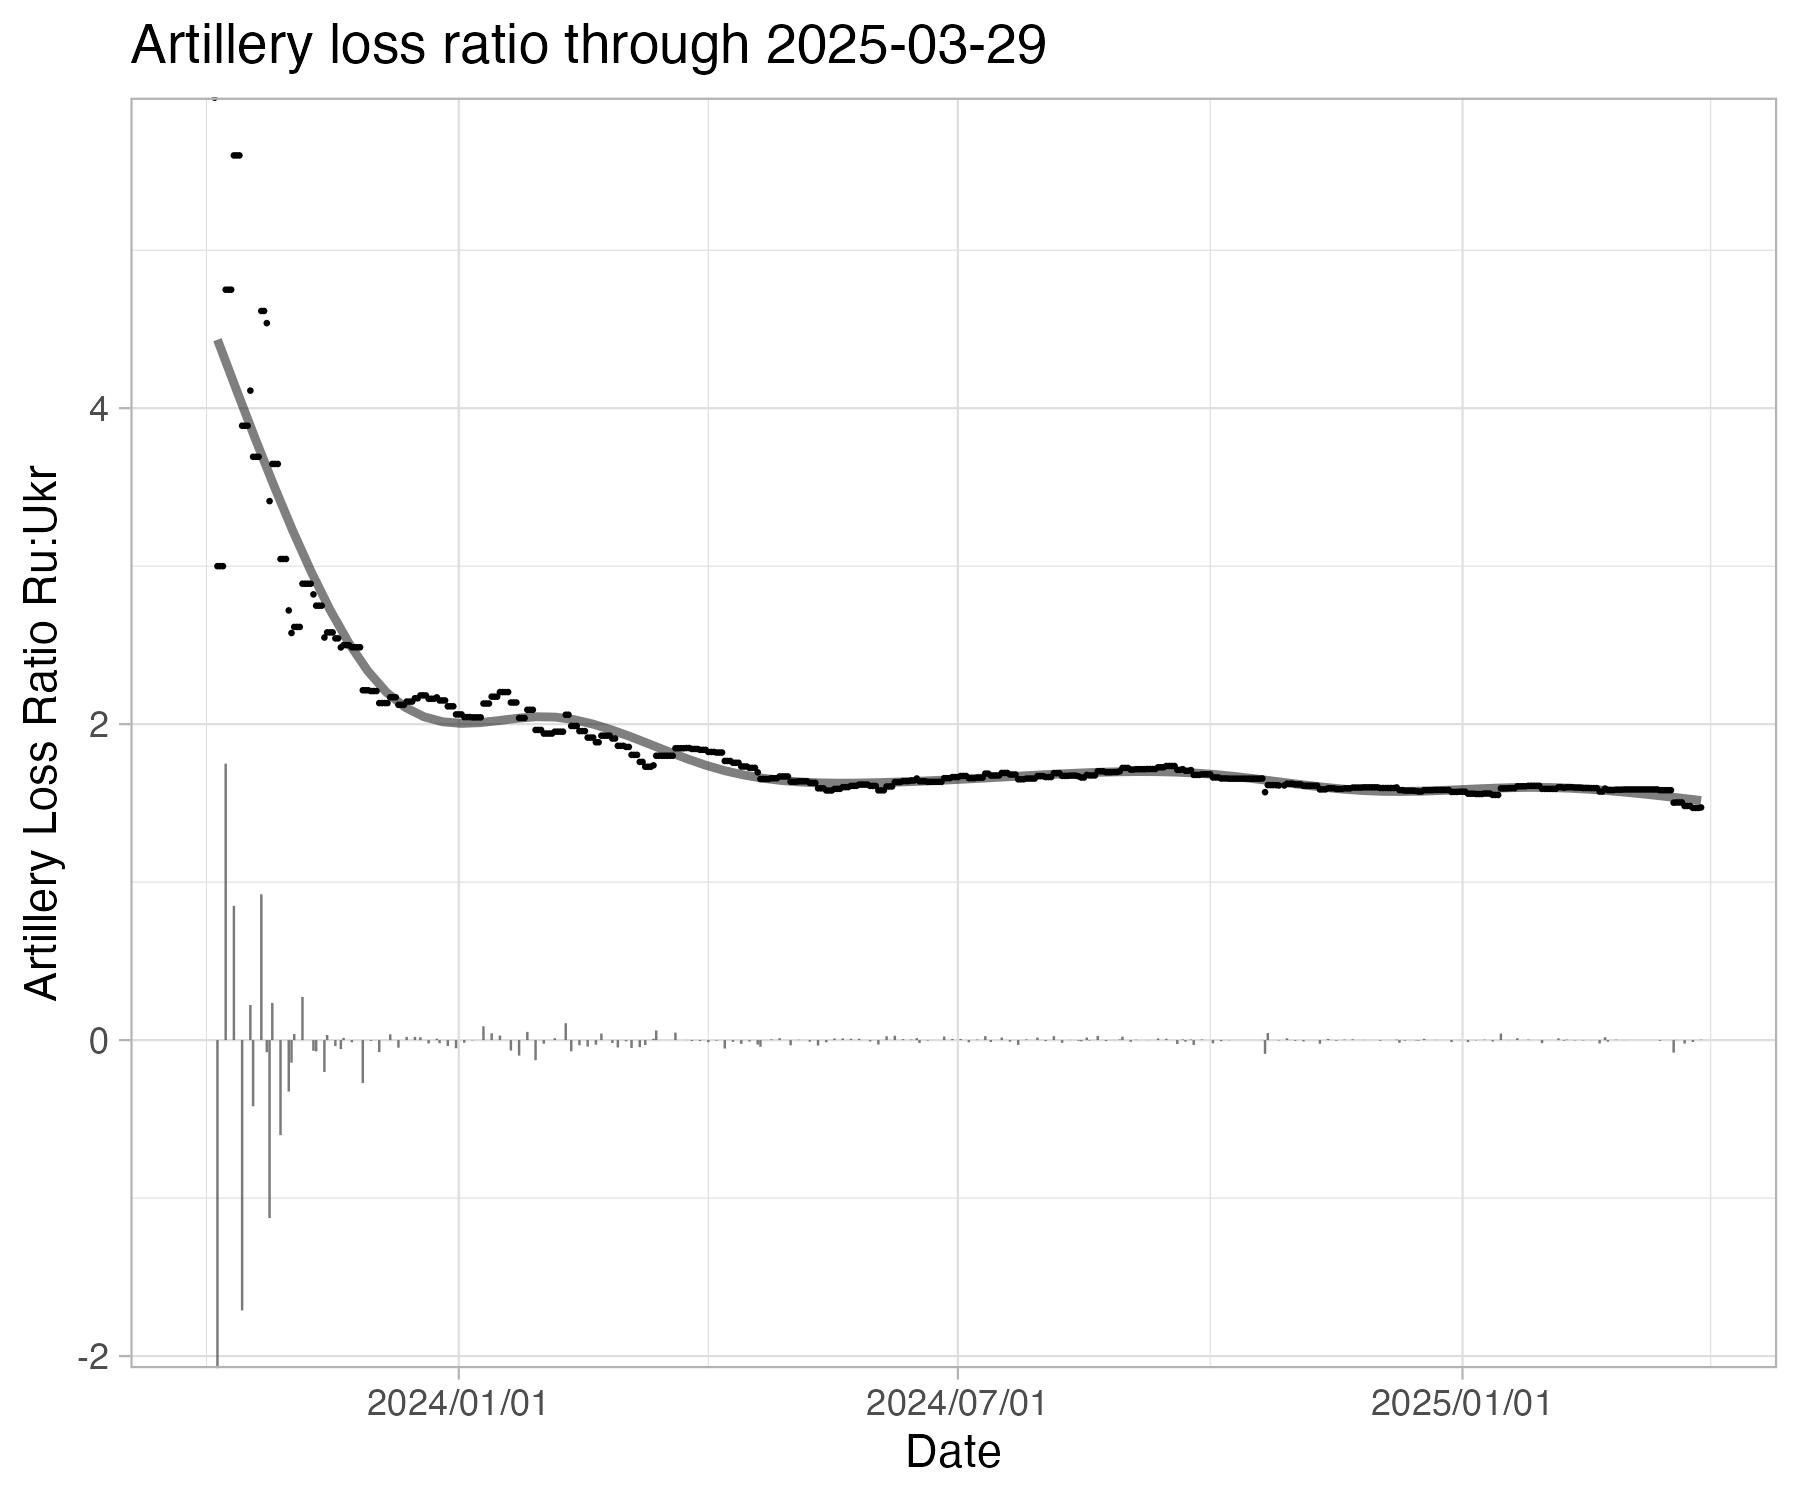 Artillery loss ratio through 2025-03-29
Artillery Loss Ratio Ru:Ukr
4
2
0
-2
2024/01/01
2024/07/01
2025/01/01
Date